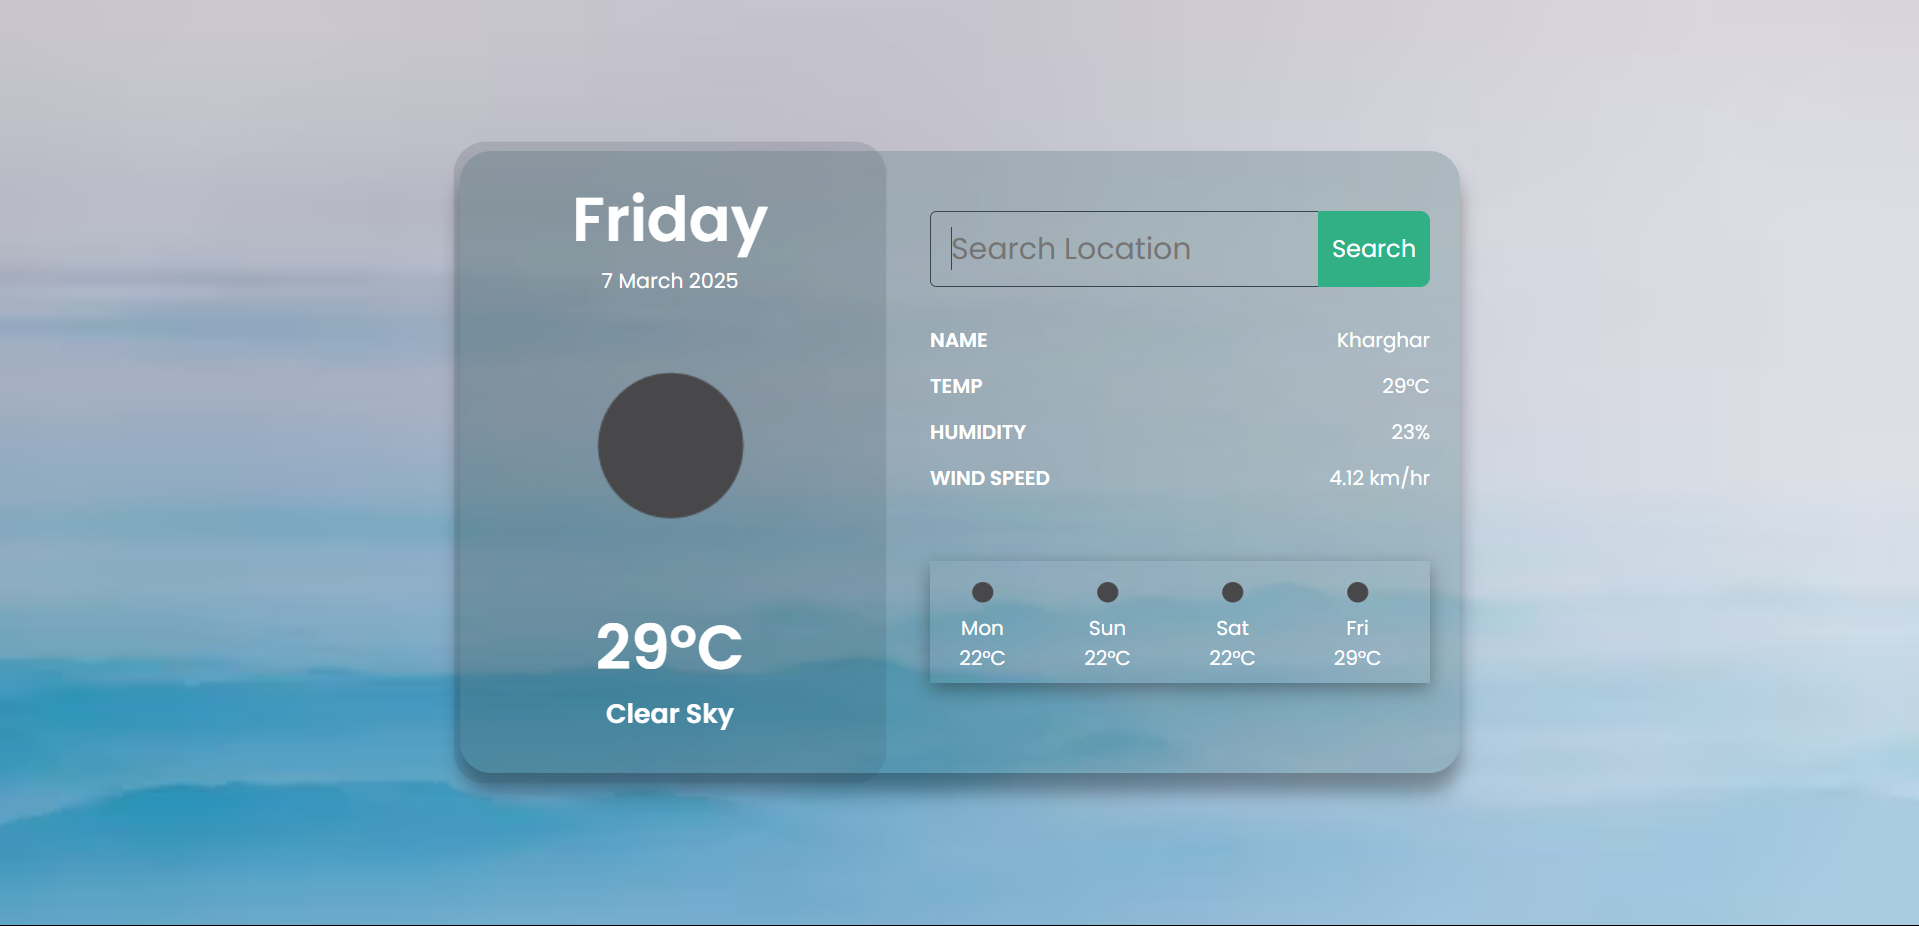 Friday
7 March 2025
29°C
Clear Sky
Search Location
Search
NAME Kharghar
TEMP 29°C
HUMIDITY 23%
WIND SPEED 4.12 km/hr
Mon Sun Sat Fri
22°C 22°C 22°C 29°C